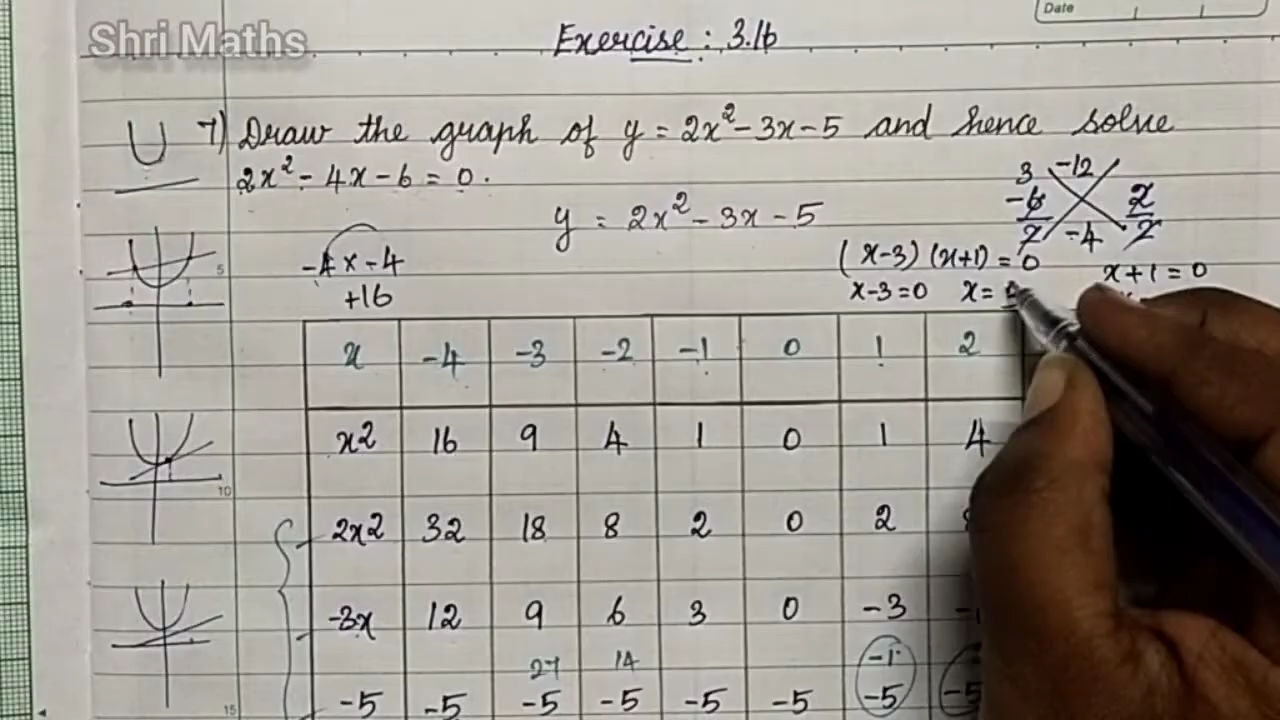 Shri Maths
Date
Exercise : 3.16
7) Draw the graph of y = 2x² - 3x - 5 and hence solve
2x² - 4x - 6 = 0.
3 -12
-6 2
2 -4 2
y = 2x² - 3x - 5
-4 x -4
+16
(x-3) (x+1) = 0
x+1 = 0
x-3=0 x=
5
x -4 -3 -2 -1 0 1 2
x2 16 9 4 1 0 1 4
10
2x2 32 18 8 2 0 2
-3x 12 9 6 3 0 -3
27 14 -1
-5 -5 -5 -5 -5 -5 -5 -5
15